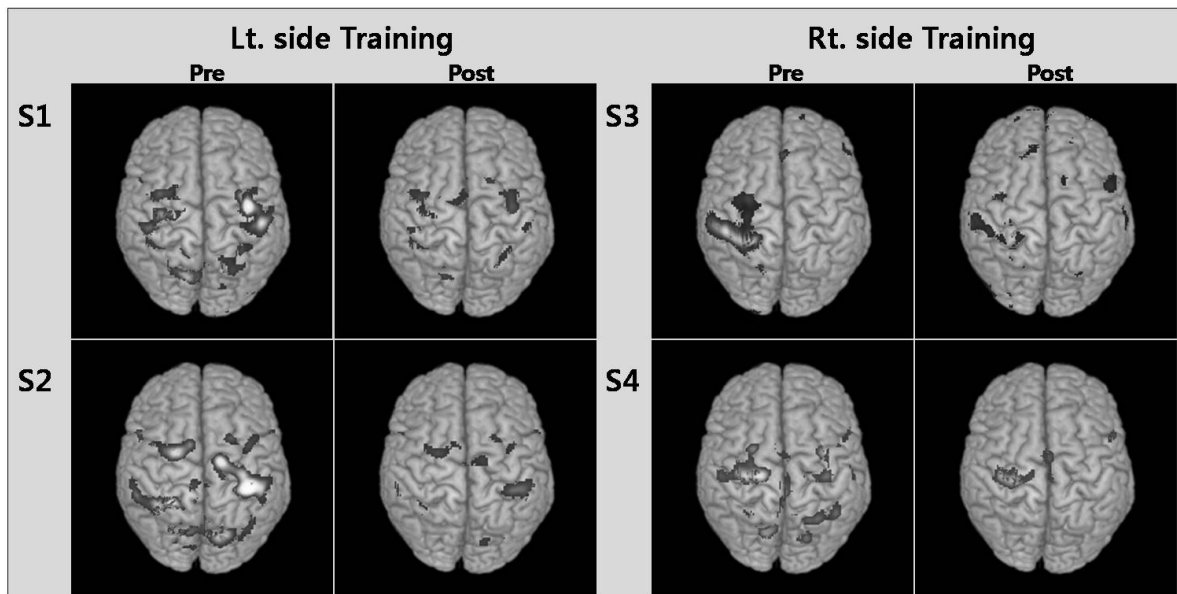 Lt. side Training
Rt. side Training
Pre
Post
Pre
Post
S1
S3
S2
S4